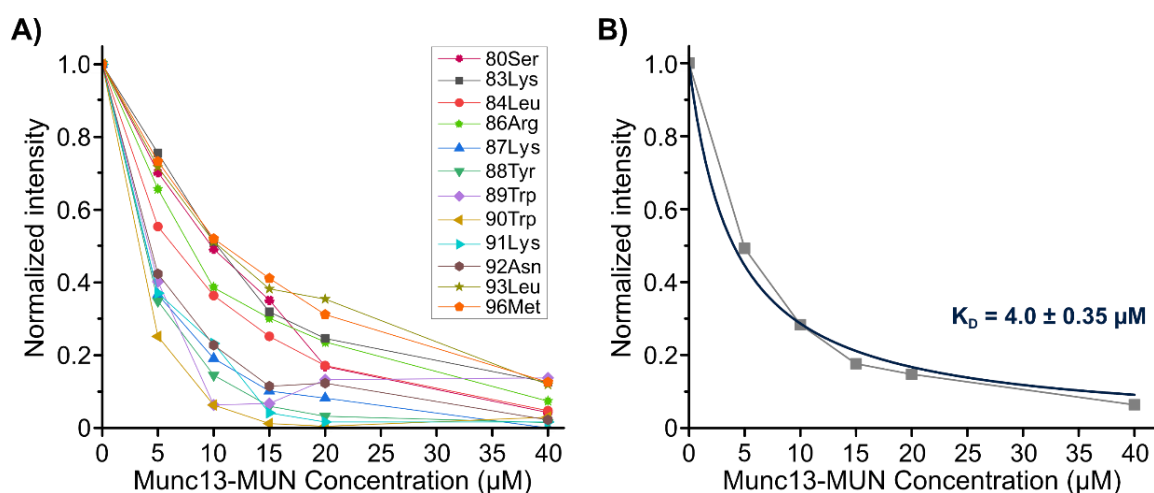 A)
Normalized intensity
1.0
0.8
0.6
0.4
0.2
0
0 5 10 15 20 25 30 35 40
Munc13-MUN Concentration (µM)
80Ser
83Lys
84Leu
86Arg
87Lys
88Tyr
89Trp
90Trp
91Lys
92Asn
93Leu
96Met
B)
Normalized intensity
1.0
0.8
0.6
0.4
0.2
0
0 5 10 15 20 25 30 35 40
Munc13-MUN Concentration (µM)
K_D = 4.0 ± 0.35 µM